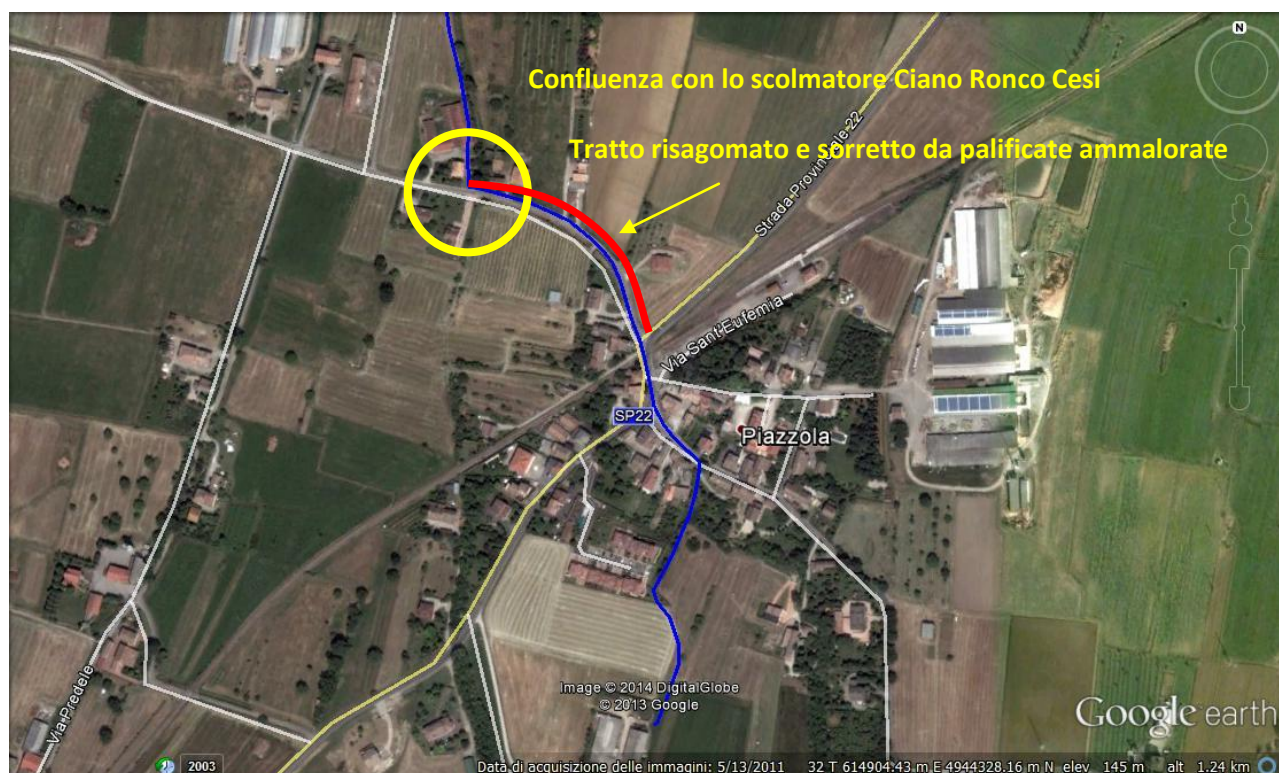 N
Confluenza con lo scolmatore Ciano Ronco Cesi
Tratto risagomato e sorretto da palificate ammalorate
Strada Provinciale 22
Via Sant'Eufemia
SP22
Piazzola
Via Predele
Image © 2014 DigitalGlobe
© 2013 Google
Google earth
2003
Data di acquisizione delle immagini: 5/13/2011 32 T 614904.43 m E 4944328.16 m N elev 145 m alt 1.24 km